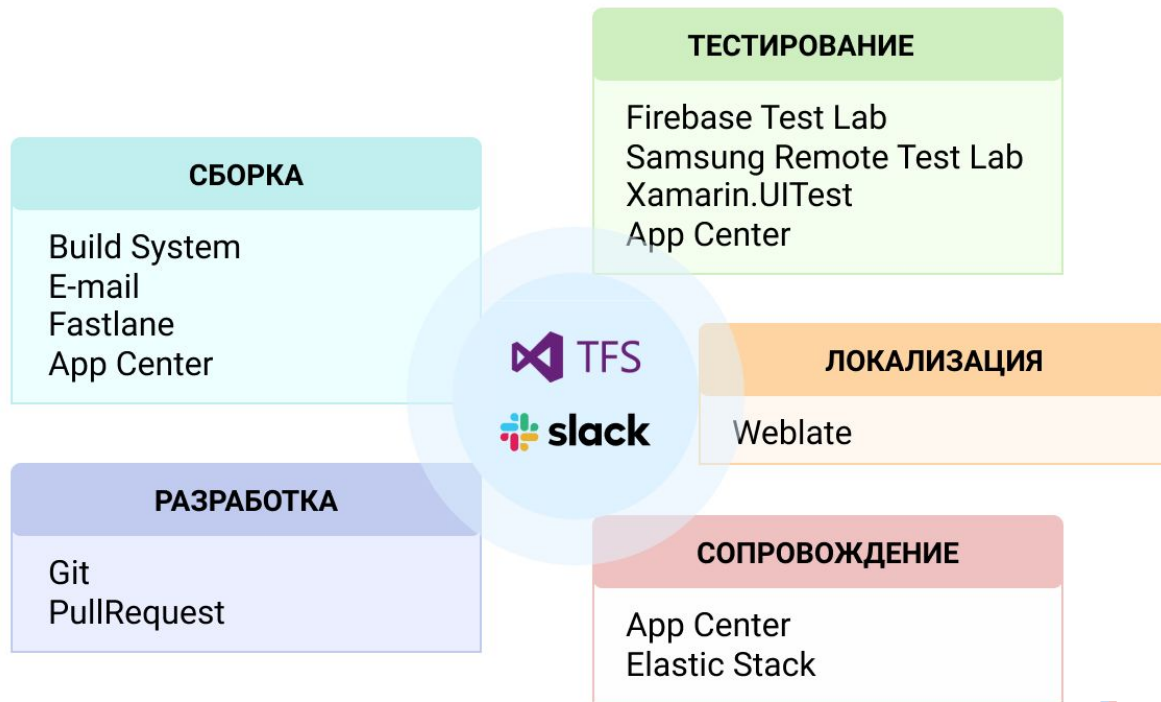 ТЕСТИРОВАНИЕ
Firebase Test Lab
Samsung Remote Test Lab
Xamarin.UITest
App Center
СБОРКА
Build System
E-mail
Fastlane
App Center
TFS
slack
ЛОКАЛИЗАЦИЯ
Weblate
РАЗРАБОТКА
Git
PullRequest
СОПРОВОЖДЕНИЕ
App Center
Elastic Stack